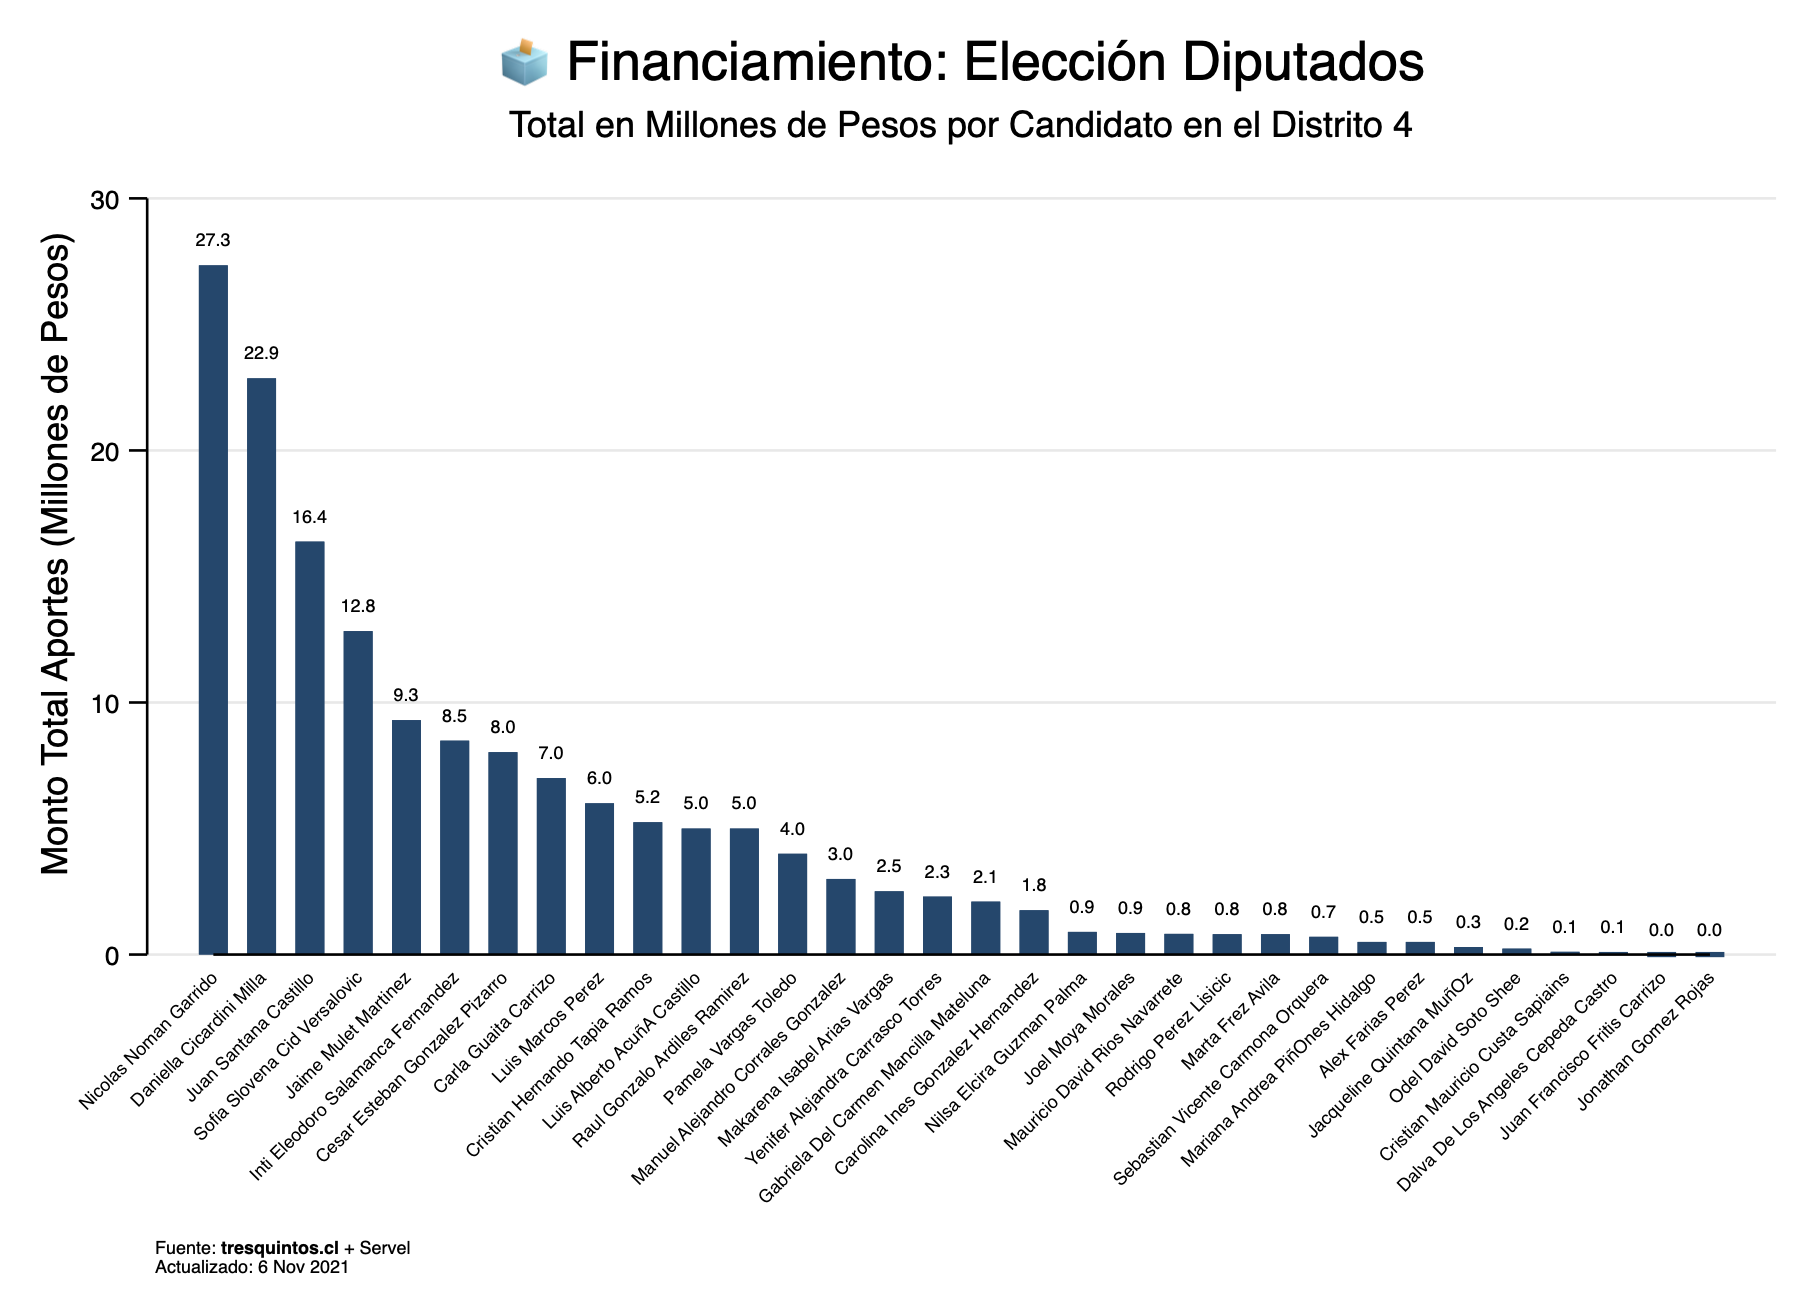 Financiamiento: Elección Diputados
Total en Millones de Pesos por Candidato en el Distrito 4
Monto Total Aportes (Millones de Pesos)
30
20
10
0
27.3
22.9
16.4
12.8
9.3
8.5
8.0
7.0
6.0
5.2
5.0
5.0
4.0
3.0
2.5
2.3
2.1
1.8
0.9
0.9
0.8
0.8
0.8
0.7
0.5
0.5
0.3
0.2
0.1
0.1
0.0
0.0
Nicolas Noman Garrido
Daniella Cicardini Milla
Juan Santana Castillo
Sofia Slovena Cid Versalovic
Jaime Mulet Martinez
Inti Eleodoro Salamanca Fernandez
Cesar Esteban Gonzalez Pizarro
Carla Guaita Carrizo
Luis Marcos Perez
Cristian Hernando Tapia Ramos
Luis Alberto AcuñA Castillo
Raul Gonzalo Ardiles Ramirez
Pamela Vargas Toledo
Manuel Alejandro Corrales Gonzalez
Makarena Isabel Arias Vargas
Yenifer Alejandra Carrasco Torres
Gabriela Del Carmen Mancilla Mateluna
Carolina Ines Gonzalez Hernandez
Nilsa Elcira Guzman Palma
Joel Moya Morales
Mauricio David Rios Navarrete
Rodrigo Perez Lisicic
Marta Frez Avila
Sebastian Vicente Carmona Orquera
Mariana Andrea PiñOnes Hidalgo
Alex Farias Perez
Jacqueline Quintana MuñOz
Odel David Soto Shee
Cristian Mauricio Custa Sapiains
Dalva De Los Angeles Cepeda Castro
Juan Francisco Fritis Carrizo
Jonathan Gomez Rojas
Fuente: tresquintos.cl + Servel
Actualizado: 6 Nov 2021